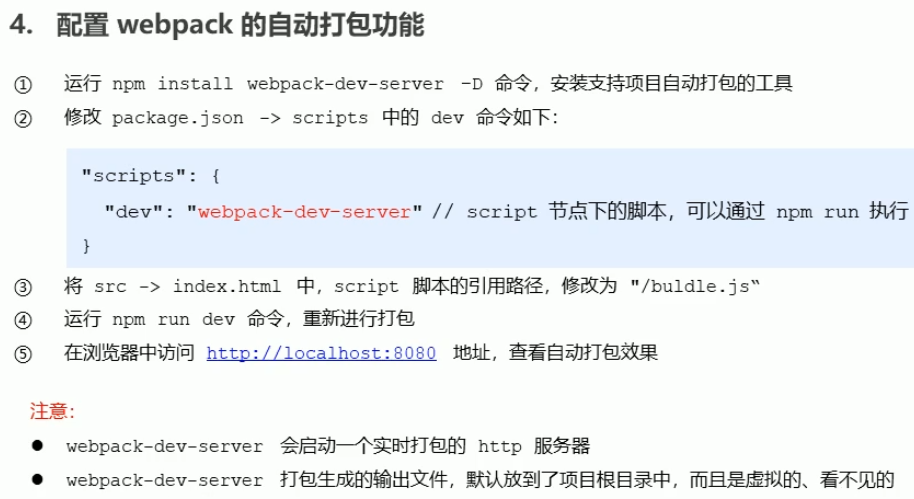 4. 配置 webpack 的自动打包功能
① 运行 npm install webpack-dev-server -D 命令，安装支持项目自动打包的工具
② 修改 package.json -> scripts 中的 dev 命令如下：
"scripts": {
"dev": "webpack-dev-server" // script 节点下的脚本，可以通过 npm run 执行
}
③ 将 src -> index.html 中，script 脚本的引用路径，修改为 "/buldle.js“
④ 运行 npm run dev 命令，重新进行打包
⑤ 在浏览器中访问 http://localhost:8080 地址，查看自动打包效果
注意：
● webpack-dev-server 会启动一个实时打包的 http 服务器
● webpack-dev-server 打包生成的输出文件，默认放到了项目根目录中，而且是虚拟的、看不见的